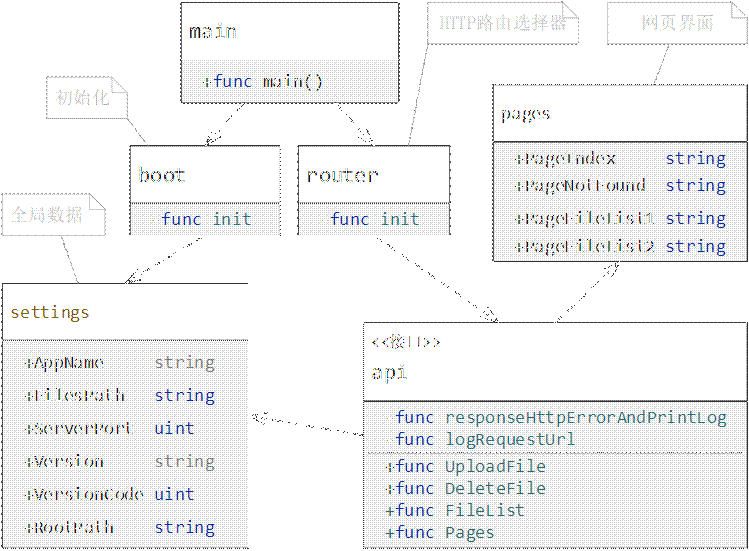 main
+func main()
HTTP路由选择器
网页界面
初始化
pages
+PageIndex string
+PageNotFound string
+PageFileList1 string
+PageFileList2 string
boot
func init
router
func init
全局数据
settings
+AppName string
+FilesPath string
+ServerPort uint
+Version string
+VersionCode uint
+RootPath string
<<接口>>
api
func responseHttpErrorAndPrintLog
func logRequestUrl
+func UploadFile
+func DeleteFile
+func FileList
+func Pages